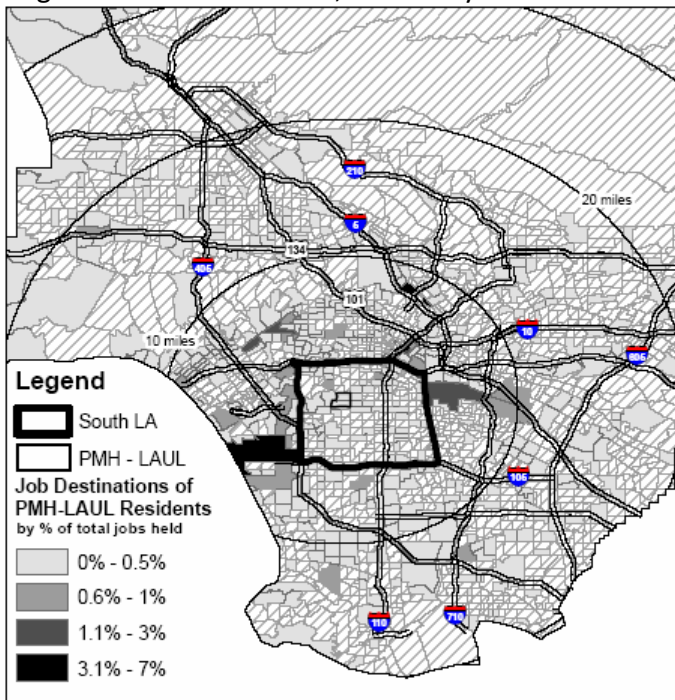 20 miles
210
5
134
405
101
10
10 miles
605
Legend
South LA
PMH - LAUL
Job Destinations of
PMH-LAUL Residents
by % of total jobs held
0% - 0.5%
0.6% - 1%
1.1% - 3%
3.1% - 7%
105
110
710